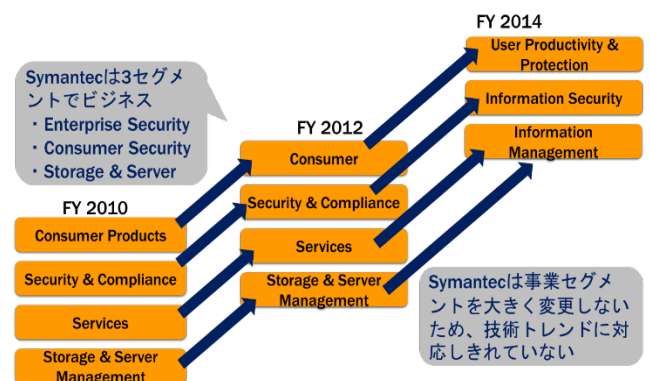 FY 2014
User Productivity &
Protection
Information Security
Information
Management
Symantecは3セグメ
ントでビジネス
・Enterprise Security
・Consumer Security
・Storage & Server
FY 2012
Consumer
Security & Compliance
Services
Storage & Server
Management
FY 2010
Consumer Products
Security & Compliance
Services
Storage & Server
Management
Symantecは事業セグメ
ントを大きく変更しない
ため、技術トレンドに対
応しきれていない